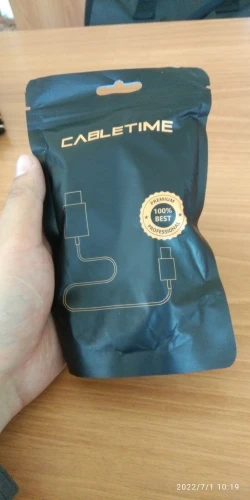 CABLETIME
PREMIUM
100%
BEST
PROFESSIONAL
2022/7/1 10:19